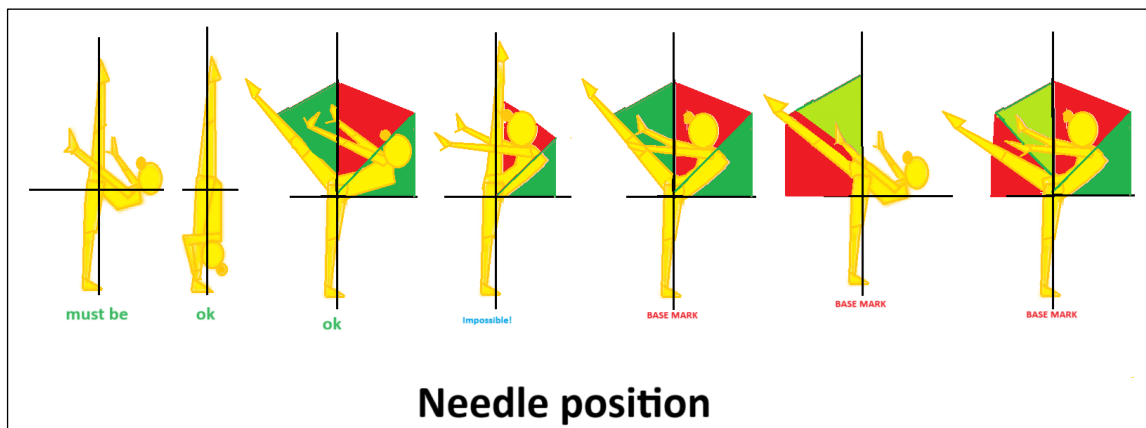 must be
ok
ok
Impossible!
BASE MARK
BASE MARK
BASE MARK
Needle position